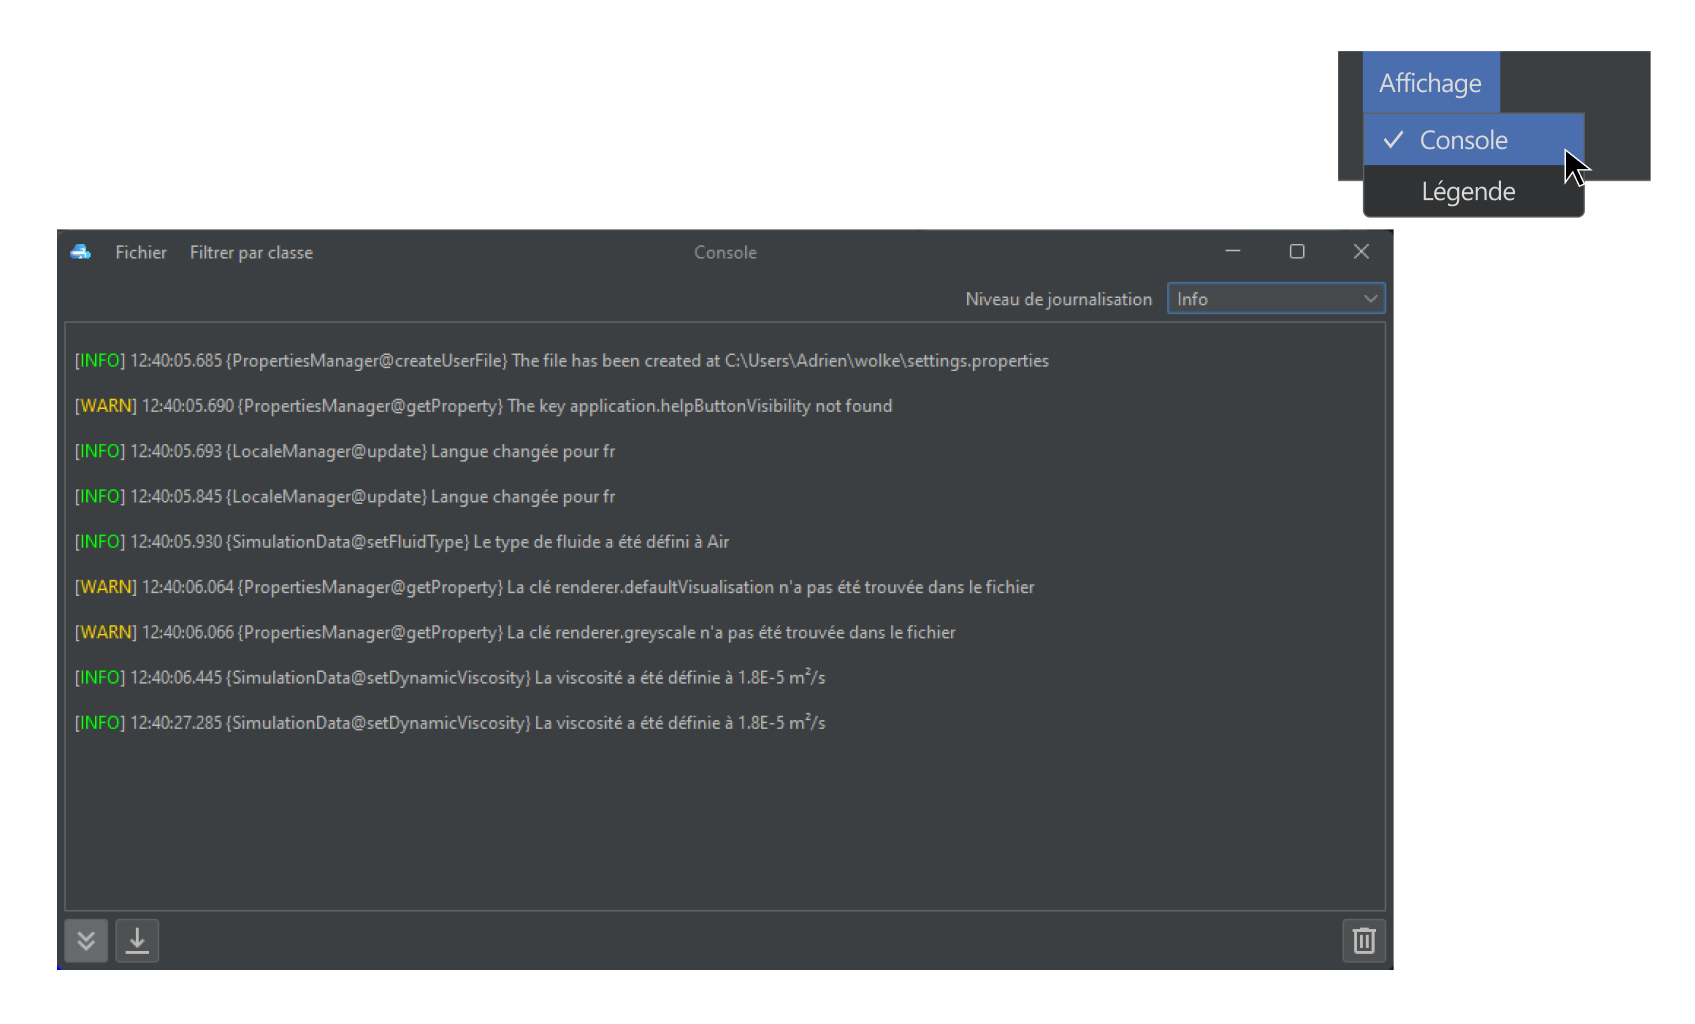 Affichage
Console
Légende
Fichier Filtrer par classe Console
Niveau de journalisation Info
[INFO] 12:40:05.685 {PropertiesManager@createUserFile} The file has been created at C:\Users\Adrien\wolke\settings.properties
[WARN] 12:40:05.690 {PropertiesManager@getProperty} The key application.helpButtonVisibility not found
[INFO] 12:40:05.693 {LocaleManager@update} Langue changée pour fr
[INFO] 12:40:05.845 {LocaleManager@update} Langue changée pour fr
[INFO] 12:40:05.930 {SimulationData@setFluidType} Le type de fluide a été défini à Air
[WARN] 12:40:06.064 {PropertiesManager@getProperty} La clé renderer.defaultVisualisation n'a pas été trouvée dans le fichier
[WARN] 12:40:06.066 {PropertiesManager@getProperty} La clé renderer.greyscale n'a pas été trouvée dans le fichier
[INFO] 12:40:06.445 {SimulationData@setDynamicViscosity} La viscosité a été définie à 1.8E-5 m²/s
[INFO] 12:40:27.285 {SimulationData@setDynamicViscosity} La viscosité a été définie à 1.8E-5 m²/s